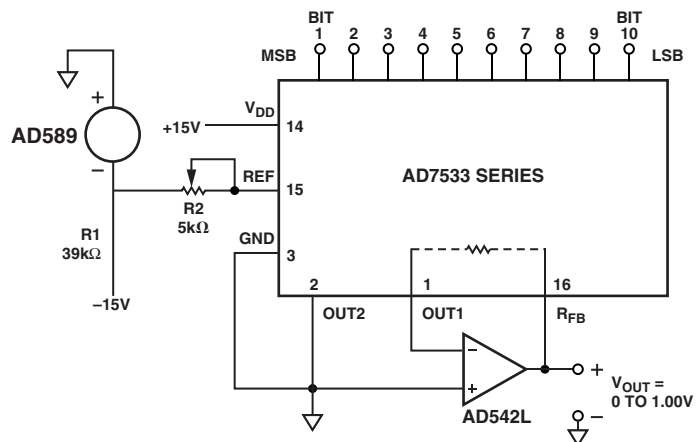 BIT BIT
1 2 3 4 5 6 7 8 9 10
MSB LSB
+
AD589
−
VDD
+15V
14
REF
15
AD7533 SERIES
R2
5kΩ
R1
39kΩ
−15V
GND
3
2 1 16
OUT2 OUT1 RFB
−
+
AD542L
+
VOUT =
0 TO 1.00V
−